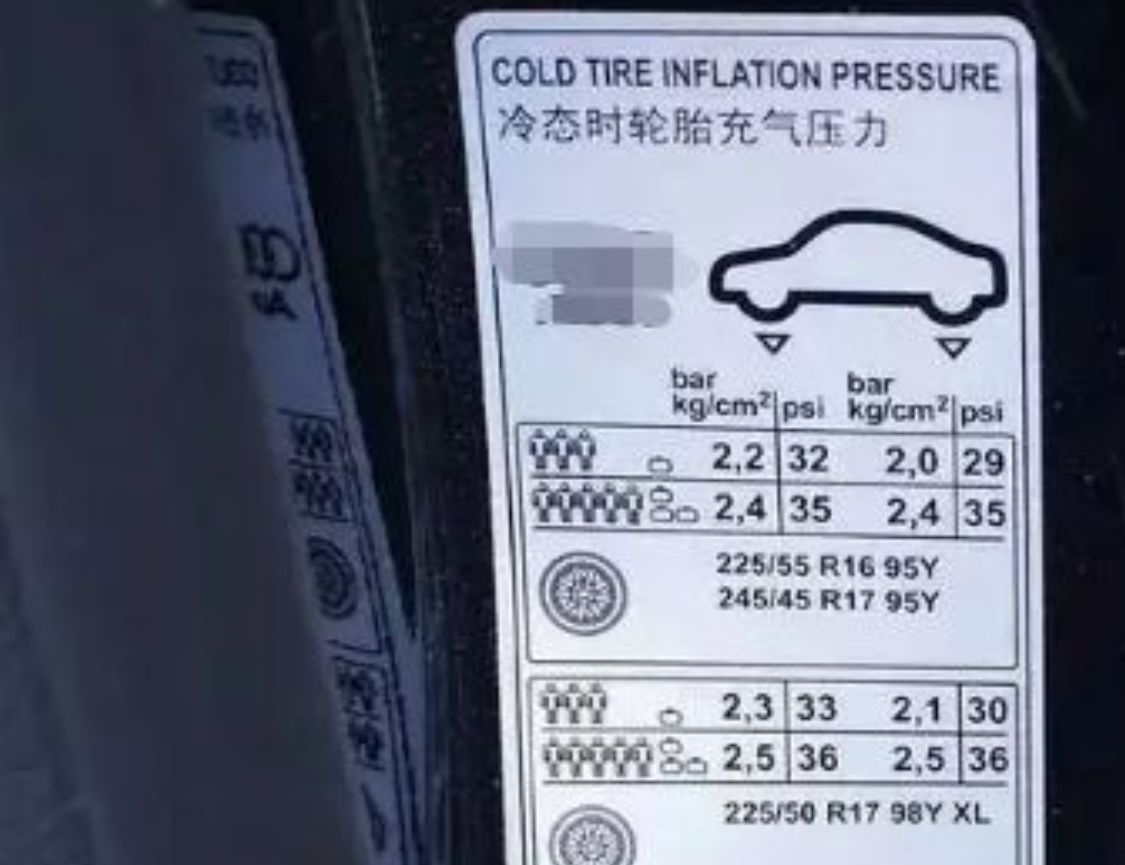 COLD TIRE INFLATION PRESSURE
冷态时轮胎充气压力
bar bar
kg/cm² psi kg/cm² psi
2,2 32 2,0 29
2,4 35 2,4 35
225/55 R16 95Y
245/45 R17 95Y
2,3 33 2,1 30
2,5 36 2,5 36
225/50 R17 98Y XL